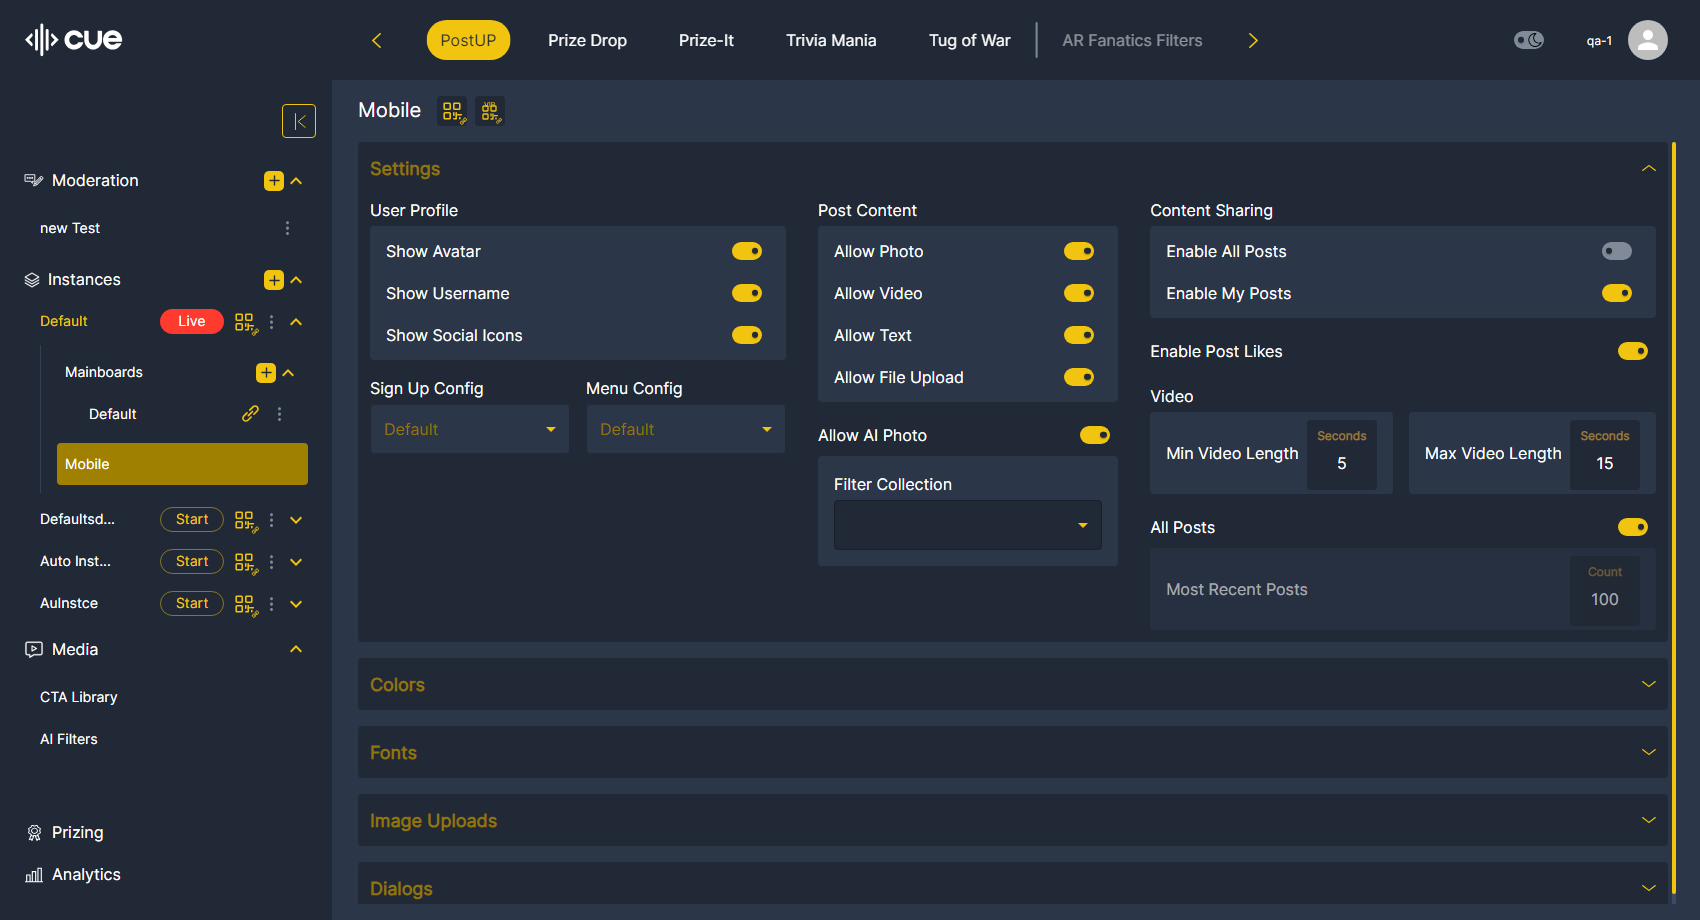 cue
PostUP
Prize Drop
Prize-It
Trivia Mania
Tug of War
AR Fanatics Filters
qa-1
Moderation
new Test
Instances
Default
Live
Mainboards
Default
Mobile
Defaultsd...
Start
Auto Inst...
Start
AuInstce
Start
Media
CTA Library
AI Filters
Prizing
Analytics
Mobile
VIP
Settings
User Profile
Show Avatar
Show Username
Show Social Icons
Sign Up Config
Default
Menu Config
Default
Post Content
Allow Photo
Allow Video
Allow Text
Allow File Upload
Allow AI Photo
Filter Collection
Content Sharing
Enable All Posts
Enable My Posts
Enable Post Likes
Video
Min Video Length
Seconds
5
Max Video Length
Seconds
15
All Posts
Most Recent Posts
Count
100
Colors
Fonts
Image Uploads
Dialogs